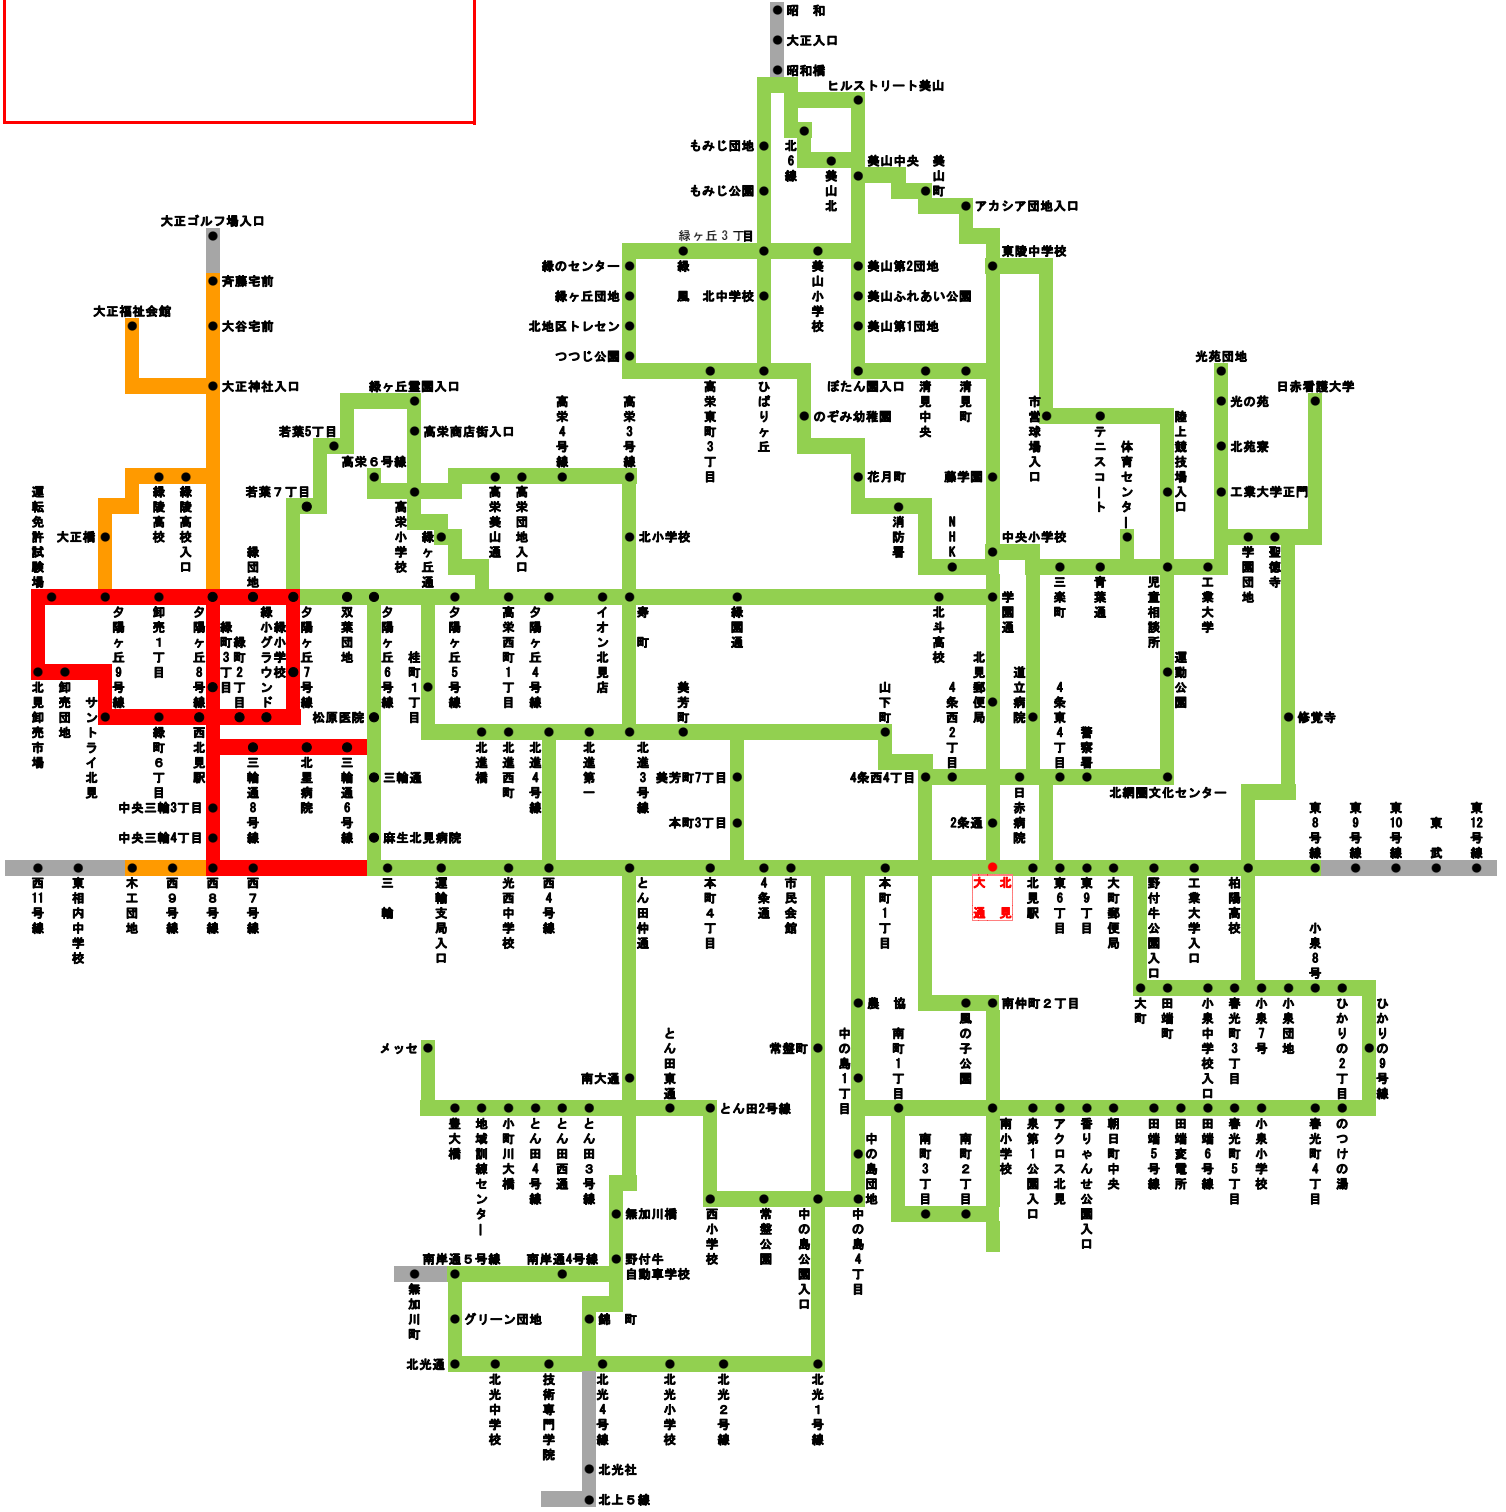 昭　和
大正入口
昭和橋
ヒルストリート美山
もみじ団地
北6線
美山北
美山中央
美山町
もみじ公園
アカシア団地入口
大正ゴルフ場入口
緑ヶ丘３丁目
東陵中学校
緑のセンター
緑風
美山小学校
美山第2団地
斉藤宅前
緑ヶ丘団地
北中学校
美山ふれあい公園
大正福祉会館
大谷宅前
北地区トレセン
美山第1団地
つつじ公園
光苑団地
大正神社入口
緑ヶ丘霊園入口
高栄東町3丁目
ひばりヶ丘
ぼたん園入口
清見中央
清見町
日赤看護大学
高栄4号線
高栄3号線
のぞみ幼稚園
市営球場入口
テニスコート
陸上競技場入口
光の苑
若葉5丁目
高栄商店街入口
体育センター
北苑寮
高栄６号線
花月町
藤学園
運転免許試験場
緑陵高校
緑陵高校入口
若葉７丁目
高栄小学校
高栄美山通
高栄団地入口
消防署
工業大学正門
大正橋
緑ヶ丘通
北小学校
NHK
中央小学校
学園団地
聖徳寺
緑団地
三楽町
青葉通
児童相談所
工業大学
夕陽ヶ丘9号線
卸売1丁目
夕陽ヶ丘8号線
緑町3丁目
緑町2丁目
緑小グラウンド
緑小学校
夕陽ヶ丘7号線
双葉団地
夕陽ヶ丘6号線
桂町1丁目
夕陽ヶ丘5号線
高栄西町1丁目
夕陽ヶ丘4号線
イオン北見店
寿　町
緑園通
北斗高校
学園通
北見卸売市場
卸売団地
サントライ北見
緑町6丁目
西北見駅
松原医院
美芳町
山下町
4条西2丁目
北見郵便局
道立病院
4条東4丁目
警察署
運動公園
修覚寺
三輪通8号線
北星病院
三輪通6号線
三輪通
北進橋
北進西町
北進4号線
北進第一
北進3号線
美芳町7丁目
4条西4丁目
日赤病院
北網圏文化センター
中央三輪3丁目
本町3丁目
2条通
中央三輪4丁目
麻生北見病院
東8号線
東9号線
東10号線
東武
東12号線
西11号線
東相内中学校
木工団地
西9号線
西8号線
西7号線
三輪
運輸支局入口
光西中学校
西4号線
とん田仲通
本町４丁目
4条通
市民会館
本町1丁目
北見
大通
北見駅
東6丁目
東9丁目
大町郵便局
野付牛公園入口
工業大学入口
柏陽高校
小泉8号
農　協
風の子公園
南仲町２丁目
大町
田端町
小泉中学校入口
春光町3丁目
小泉7号
小泉団地
ひかりの2丁目
ひかりの9号線
メッセ
とん田東通
常盤町
中の島1丁目
南町1丁目
南大通
とん田2号線
豊大橋
地域訓練センター
小町川大橋
とん田4号線
とん田西通
とん田３号線
中の島団地
南町3丁目
南町２丁目
南小学校
泉第1公園入口
アクロス北見
香りゃんせ公園入口
朝日町中央
田端5号線
田端変電所
田端6号線
春光町5丁目
小泉小学校
春光町4丁目
のつけの湯
無加川橋
西小学校
常盤公園
中の島公園入口
中の島4丁目
南岸通５号線
南岸通4号線
野付牛
自動車学校
無加川町
グリーン団地
錦　町
北光通
北光中学校
技術専門学院
北光4号線
北光小学校
北光２号線
北光1号線
北光社
北上５線